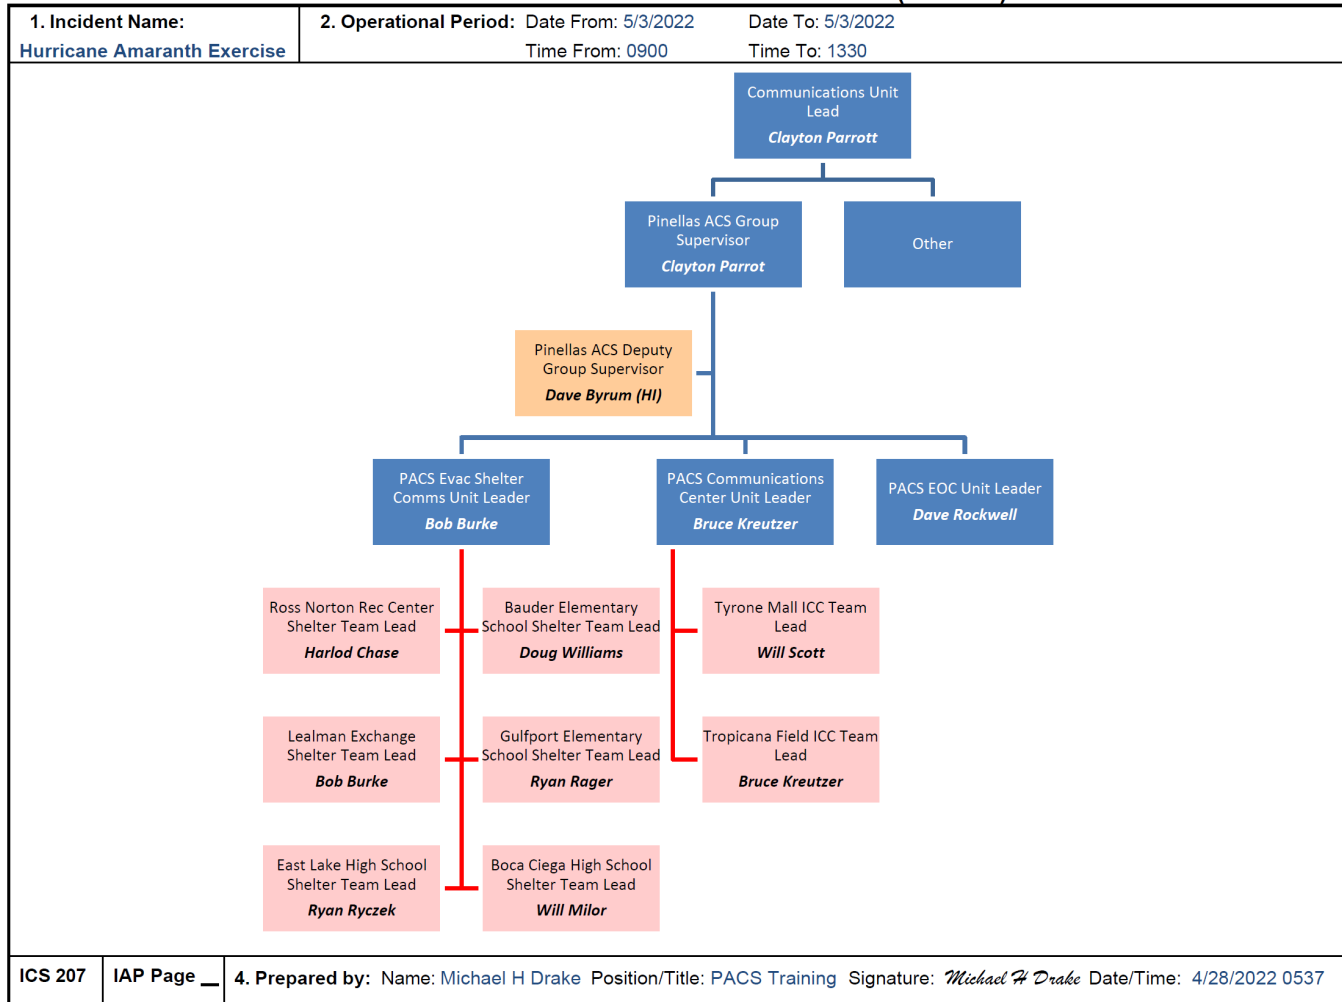 1. Incident Name:
Hurricane Amaranth Exercise
2. Operational Period: Date From: 5/3/2022 Date To: 5/3/2022
Time From: 0900 Time To: 1330
Communications Unit
Lead
Clayton Parrott
Pinellas ACS Group
Supervisor
Clayton Parrot
Other
Pinellas ACS Deputy
Group Supervisor
Dave Byrum (HI)
PACS Evac Shelter
Comms Unit Leader
Bob Burke
PACS Communications
Center Unit Leader
Bruce Kreutzer
PACS EOC Unit Leader
Dave Rockwell
Ross Norton Rec Center
Shelter Team Lead
Harlod Chase
Bauder Elementary
School Shelter Team Lead
Doug Williams
Tyrone Mall ICC Team
Lead
Will Scott
Lealman Exchange
Shelter Team Lead
Bob Burke
Gulfport Elementary
School Shelter Team Lead
Ryan Rager
Tropicana Field ICC Team
Lead
Bruce Kreutzer
East Lake High School
Shelter Team Lead
Ryan Ryczek
Boca Ciega High School
Shelter Team Lead
Will Milor
ICS 207 IAP Page _ 4. Prepared by: Name: Michael H Drake Position/Title: PACS Training Signature: Michael H Drake Date/Time: 4/28/2022 0537